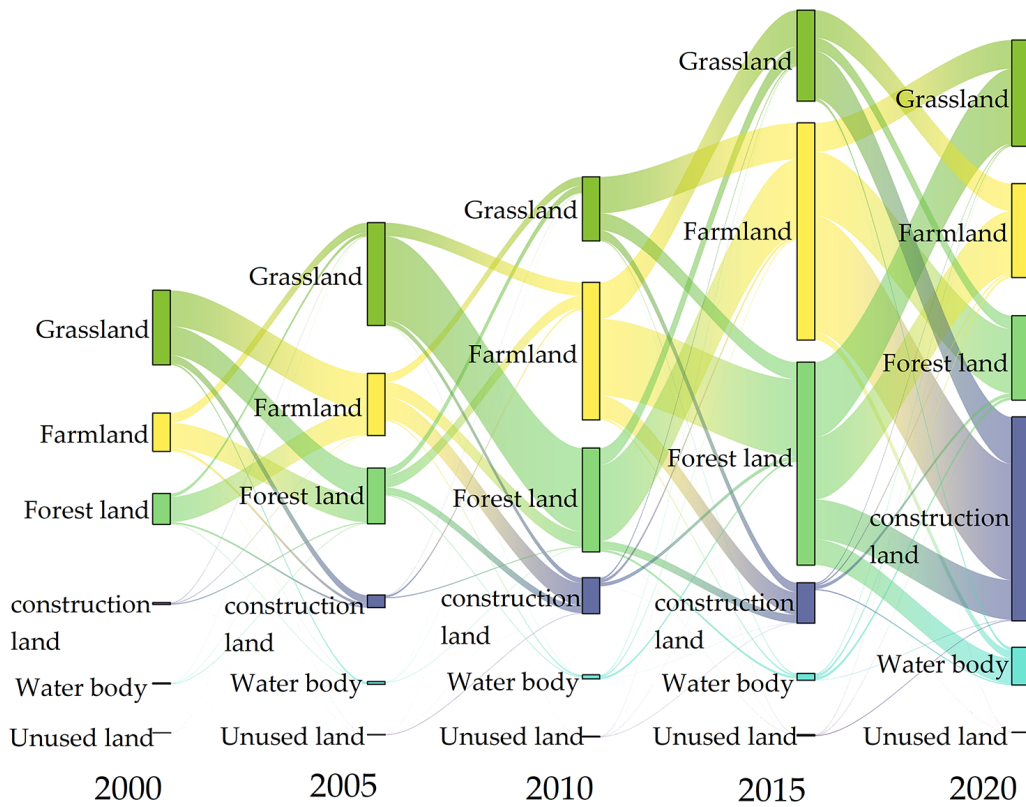 Grassland
Farmland
Forest land
construction
land
Water body
Unused land
2000
Grassland
Farmland
Forest land
construction
land
Water body
Unused land
2005
Grassland
Farmland
Forest land
construction
land
Water body
Unused land
2010
Grassland
Farmland
Forest land
construction
land
Water body
Unused land
2015
Grassland
Farmland
Forest land
construction
land
Water body
Unused land
2020